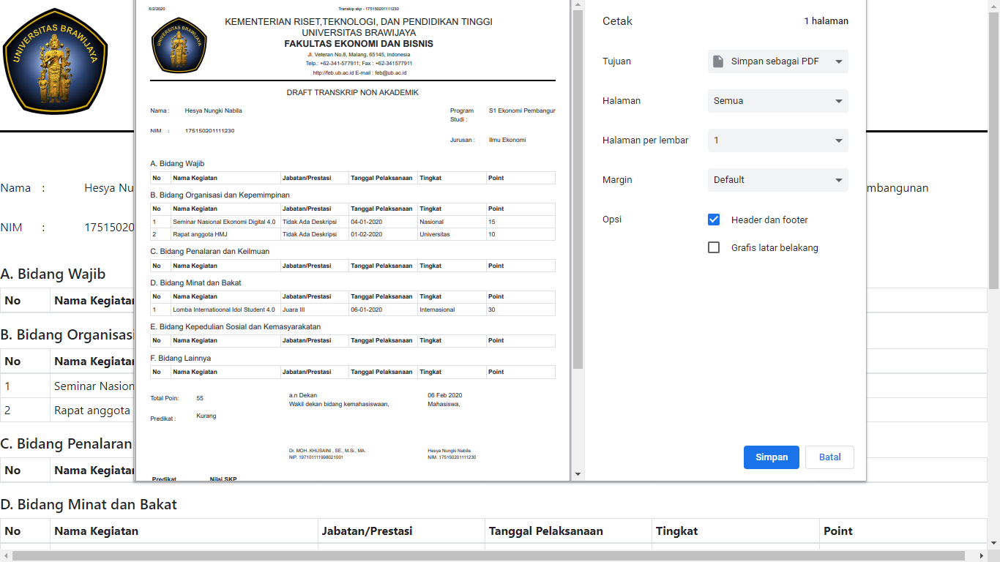 UNIVERSITAS BRAWIJAYA
Nama : Hesya Nu
mbangunan
NIM : 17515020
A. Bidang Wajib
No Nama Kegiatan
B. Bidang Organisasi
No Nama Kegiatan
1 Seminar Nasion
2 Rapat anggota
C. Bidang Penalaran
No Nama Kegiatan
D. Bidang Minat dan Bakat
No Nama Kegiatan Jabatan/Prestasi Tanggal Pelaksanaan Tingkat Point
6/2/2020 Transkip skp - 175150201111230
UNIVERSITAS BRAWIJAYA
KEMENTERIAN RISET,TEKNOLOGI, DAN PENDIDIKAN TINGGI
UNIVERSITAS BRAWIJAYA
FAKULTAS EKONOMI DAN BISNIS
Jl. Veteran No.8, Malang, 65145, Indonesia
Telp.: +62-341-577911; Fax : +62-341577911
http://feb.ub.ac.id E-mail : feb@ub.ac.id
DRAFT TRANSKRIP NON AKADEMIK
Nama : Hesya Nungki Nabila Program Studi : S1 Ekonomi Pembangun
NIM : 175150201111230
Jurusan : Ilmu Ekonomi
A. Bidang Wajib
No Nama Kegiatan Jabatan/Prestasi Tanggal Pelaksanaan Tingkat Point
B. Bidang Organisasi dan Kepemimpinan
No Nama Kegiatan Jabatan/Prestasi Tanggal Pelaksanaan Tingkat Point
1 Seminar Nasional Ekonomi Digital 4.0 Tidak Ada Deskripsi 04-01-2020 Nasional 15
2 Rapat anggota HMJ Tidak Ada Deskripsi 01-02-2020 Universitas 10
C. Bidang Penalaran dan Keilmuan
No Nama Kegiatan Jabatan/Prestasi Tanggal Pelaksanaan Tingkat Point
D. Bidang Minat dan Bakat
No Nama Kegiatan Jabatan/Prestasi Tanggal Pelaksanaan Tingkat Point
1 Lomba Internatioonal Idol Student 4.0 Juara III 06-01-2020 Internasional 30
E. Bidang Kepedulian Sosial dan Kemasyarakatan
No Nama Kegiatan Jabatan/Prestasi Tanggal Pelaksanaan Tingkat Point
F. Bidang Lainnya
No Nama Kegiatan Jabatan/Prestasi Tanggal Pelaksanaan Tingkat Point
Total Poin: 55
Predikat : Kurang
a.n Dekan
Wakil dekan bidang kemahasiswaan,
Dr. MOH. KHUSAINI , SE., M.Si., MA.
NIP. 197101111998021001
06 Feb 2020
Mahasiswa,
Hesya Nungki Nabila
NIM. 175150201111230
Predikat Nilai SKP
Cetak 1 halaman
Tujuan Simpan sebagai PDF
Halaman Semua
Halaman per lembar 1
Margin Default
Opsi Header dan footer
Grafis latar belakang
Simpan Batal